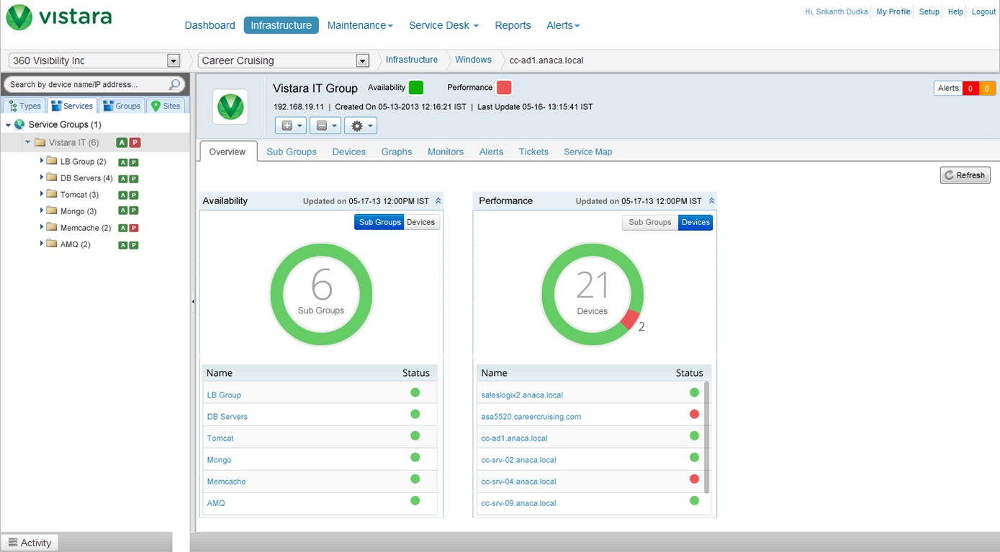 vistara
Hi, Srikanth Dudka My Profile Setup Help Logout
Dashboard Infrastructure Maintenance Service Desk Reports Alerts
360 Visibility Inc Career Cruising Infrastructure Windows cc-ad1.anaca.local
Search by device name/IP address...
Types Services Groups Sites
Service Groups (1)
Vistara IT (6) A P
LB Group (2) A P
DB Servers (4) A P
Tomcat (3) A P
Mongo (3) A P
Memcache (2) A P
AMQ (2) A P
Vistara IT Group Availability Performance
Alerts: 0 0
192.168.19.11 | Created On 05-13-2013 12:16:21 IST | Last Update 05-16- 13:15:41 IST
Overview Sub Groups Devices Graphs Monitors Alerts Tickets Service Map
Refresh
Availability Updated on 05-17-13 12:00PM IST
Sub Groups Devices
6
Sub Groups
Name Status
LB Group
DB Servers
Tomcat
Mongo
Memcache
AMQ
Performance Updated on 05-17-13 12:00PM IST
Sub Groups Devices
21
Devices
2
Name Status
saleslogix2.anaca.local
asa5520.careercruising.com
cc-ad1.anaca.local
cc-srv-02.anaca.local
cc-srv-04.anaca.local
cc-srv-09.anaca.local
Activity